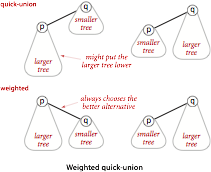 quick-union
q
smaller
tree
p
larger
tree
might put the
larger tree lower
p
smaller
tree
q
larger
tree
weighted
always chooses the
better alternative
p
larger
tree
q
smaller
tree
p
smaller
tree
q
larger
tree
Weighted quick-union